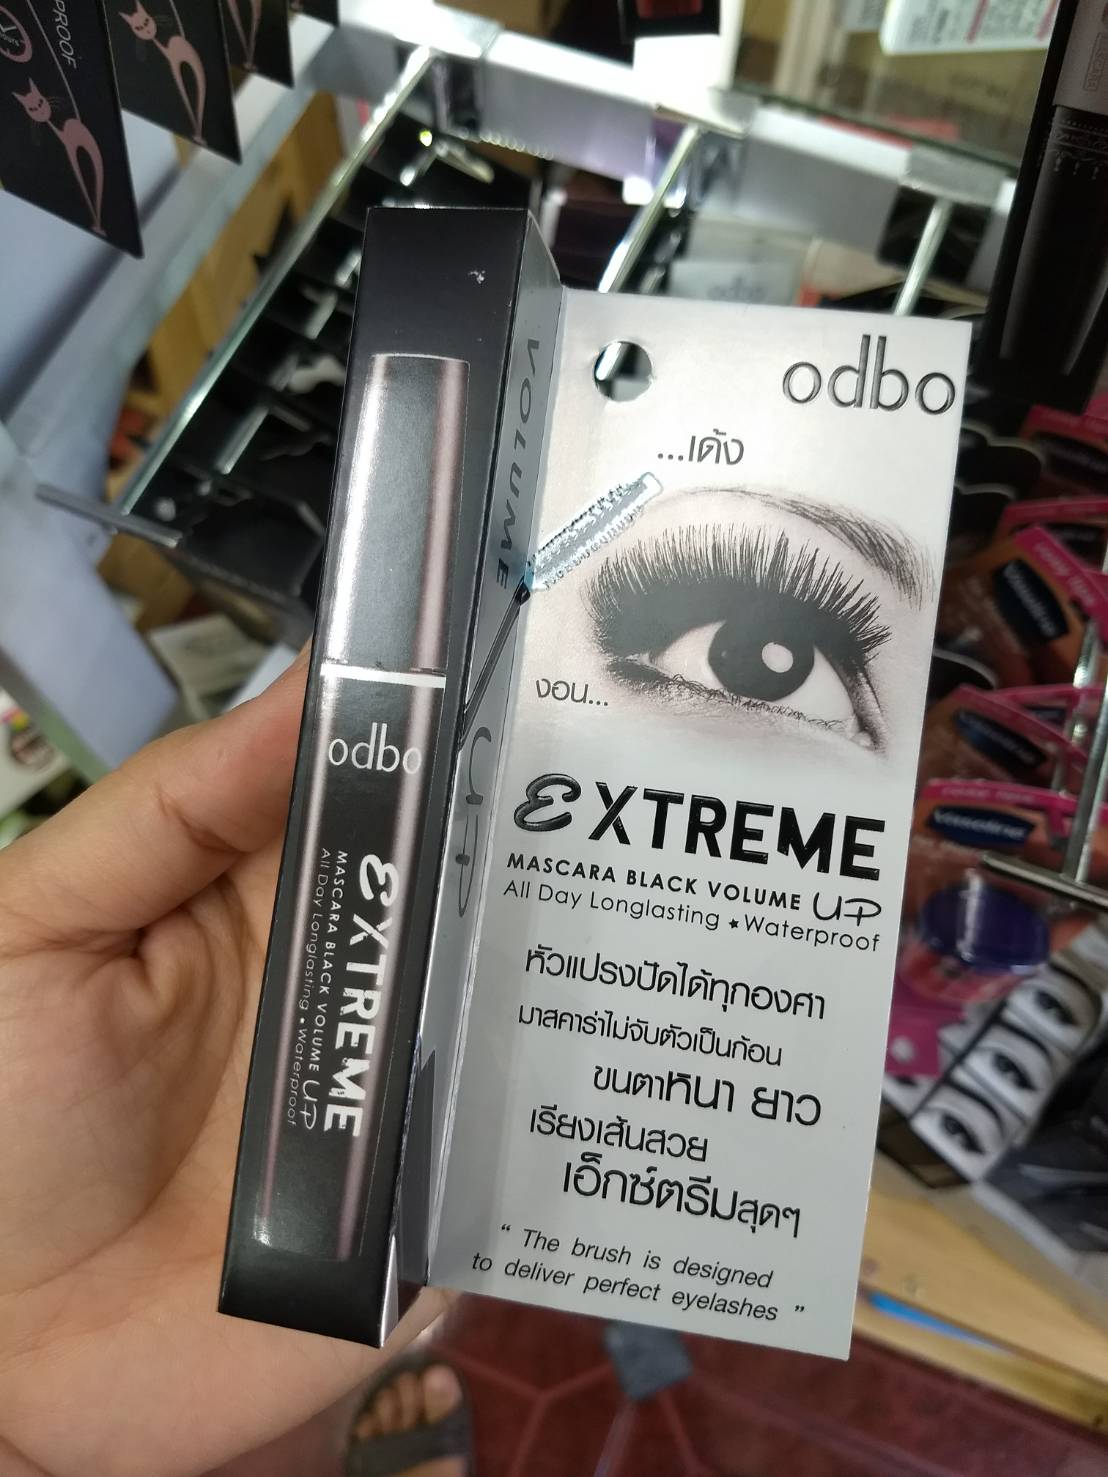 PROOF
odbo
...เด้ง
งอน...
EXTREME
MASCARA BLACK VOLUME UP
All Day Longlasting ★ Waterproof
หัวแปรงปัดได้ทุกองศา
มาสคาร่าไม่จับตัวเป็นก้อน
ขนตาหนา ยาว
เรียงเส้นสวย
เอ็กซ์ตรีมสุดๆ
“ The brush is designed
to deliver perfect eyelashes ”
VOLUME UP
odbo
EXTREME
MASCARA BLACK VOLUME UP
All Day Longlasting • Waterproof
Vaseline